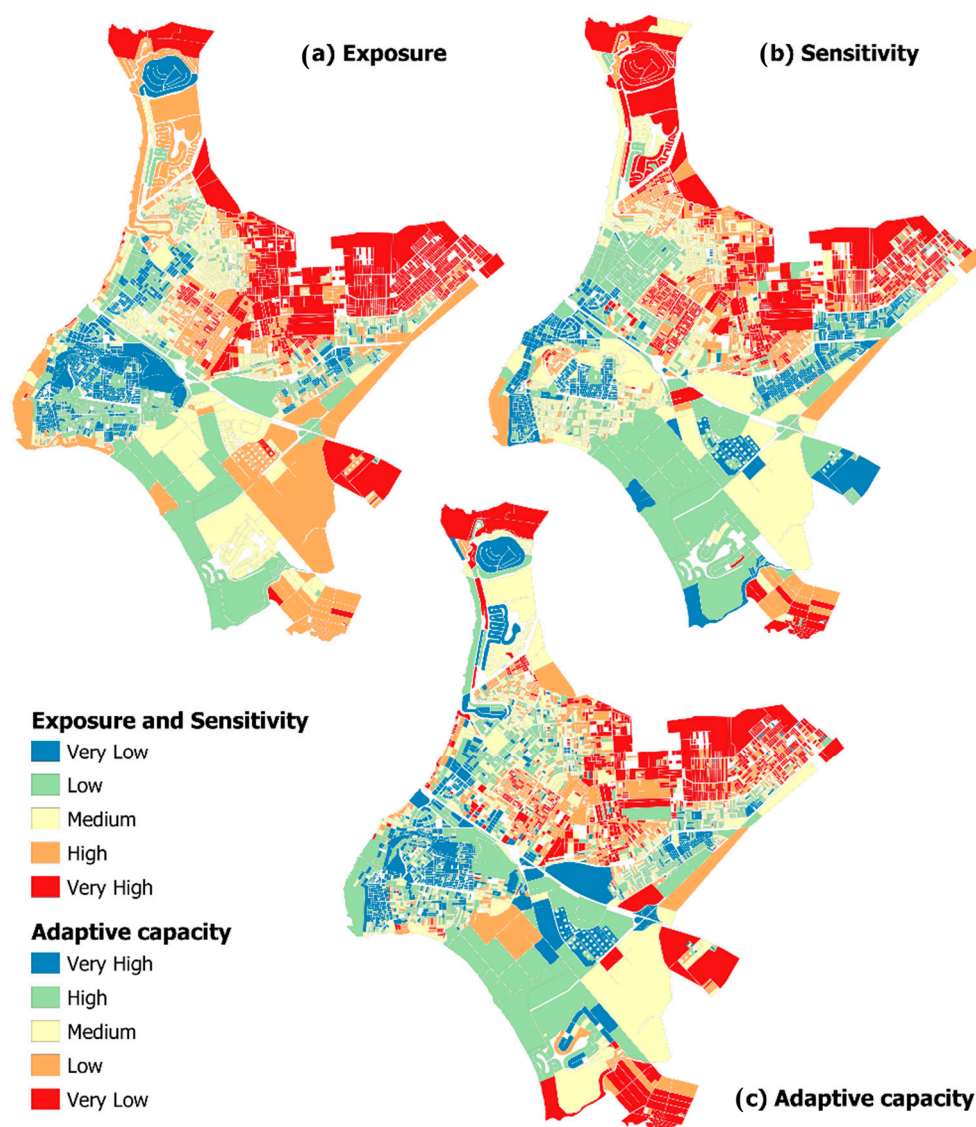 (a) Exposure
(b) Sensitivity
Exposure and Sensitivity
Very Low
Low
Medium
High
Very High
Adaptive capacity
Very High
High
Medium
Low
Very Low
(c) Adaptive capacity